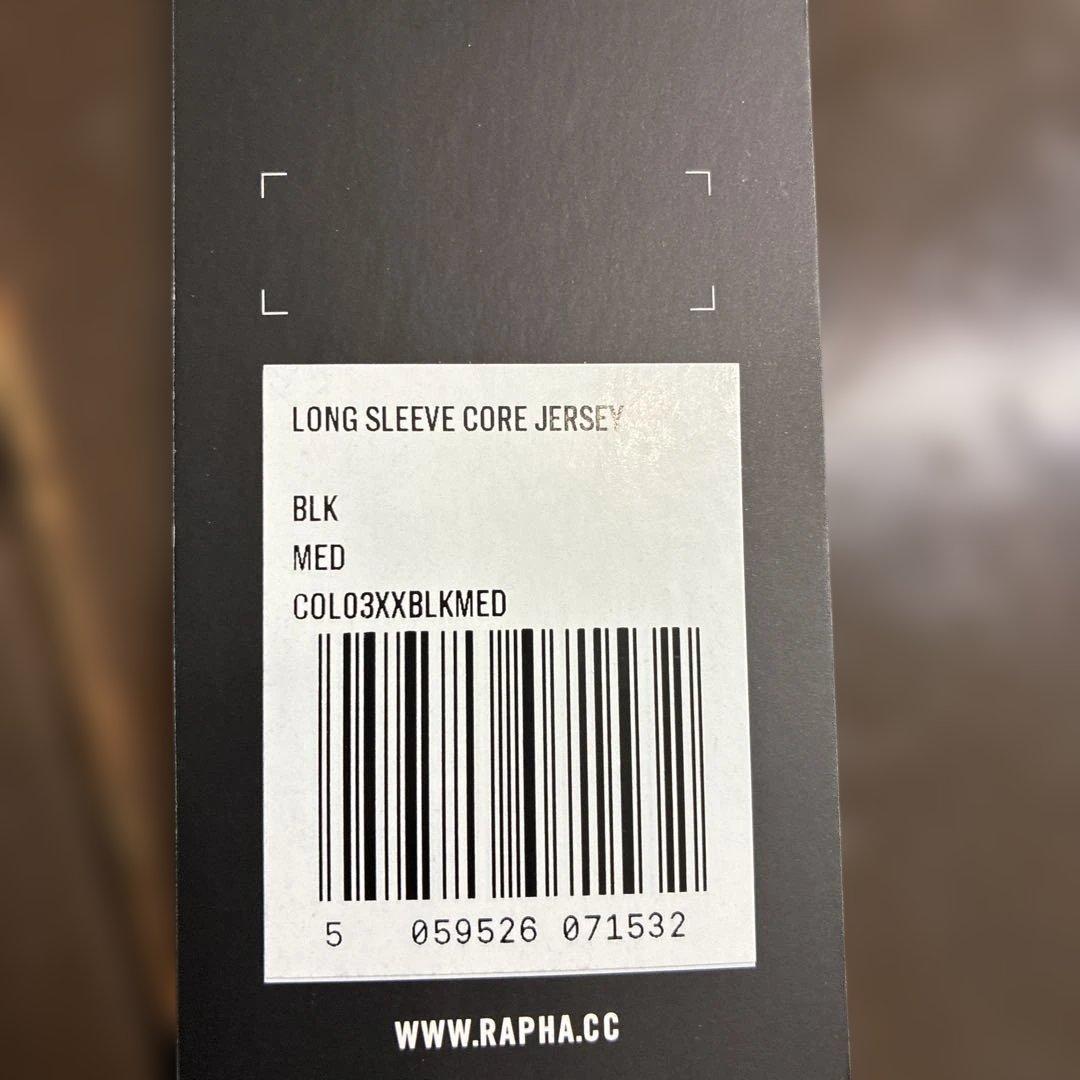 LONG SLEEVE CORE JERSEY
BLK
MED
COL03XXBLKMED
5 059526 071532
WWW.RAPHA.CC